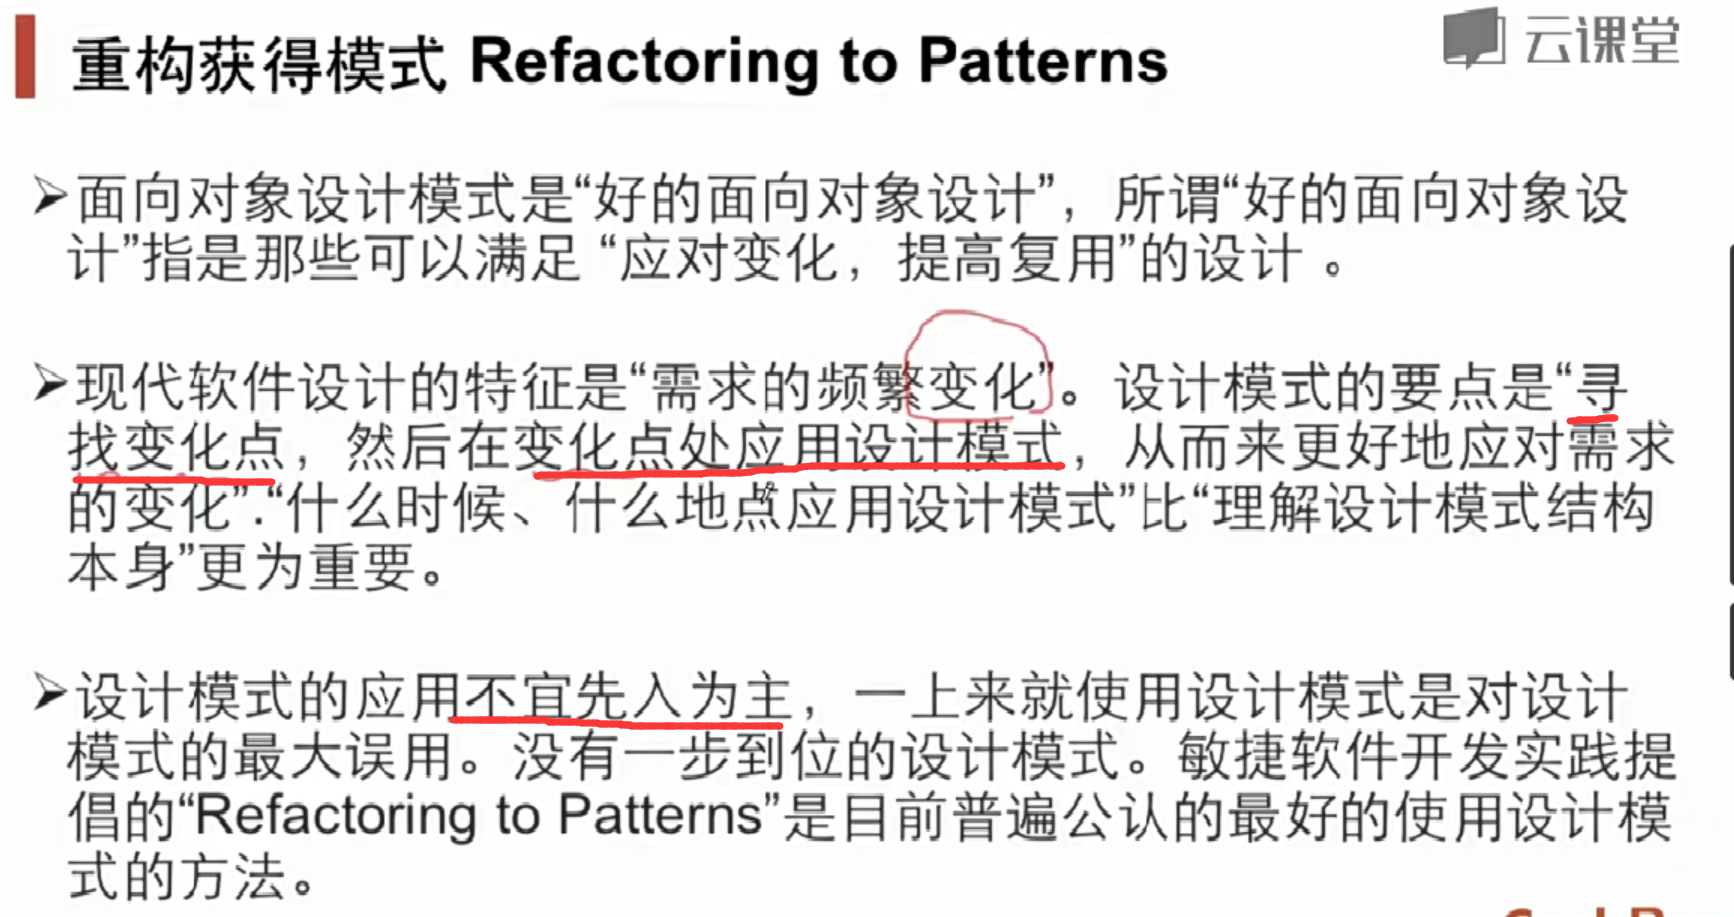 重构获得模式 Refactoring to Patterns
云课堂
面向对象设计模式是“好的面向对象设计”，所谓“好的面向对象设
计”指是那些可以满足 “应对变化，提高复用”的设计 。
现代软件设计的特征是“需求的频繁变化”。设计模式的要点是“寻
找变化点，然后在变化点处应用设计模式，从而来更好地应对需求
的变化”.“什么时候、什么地点应用设计模式”比“理解设计模式结构
本身”更为重要。
设计模式的应用不宜先入为主，一上来就使用设计模式是对设计
模式的最大误用。没有一步到位的设计模式。敏捷软件开发实践提
倡的“Refactoring to Patterns”是目前普遍公认的最好的使用设计模
式的方法。